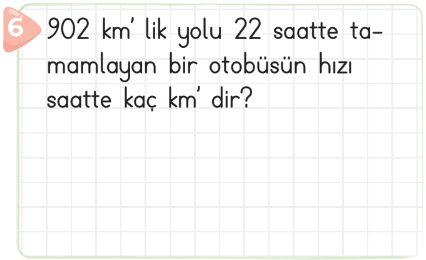 6
902 km' lik yolu 22 saatte ta-
mamlayan bir otobüsün hızı
saatte kaç km' dir?